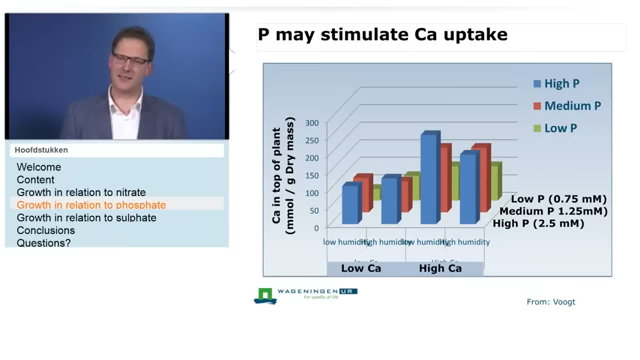 P may stimulate Ca uptake
Hoofdstukken
Welcome
Content
Growth in relation to nitrate
Growth in relation to phosphate
Growth in relation to sulphate
Conclusions
Questions?
High P
Medium P
Low P
Ca in top of plant
(mmol / g Dry mass)
300
250
200
150
100
50
0
Low P (0.75 mM)
Medium P 1.25mM)
High P (2.5 mM)
low humidity
High humidity
low humidity
High humidity
Low Ca
High Ca
WAGENINGEN UR
For quality of life
From: Voogt